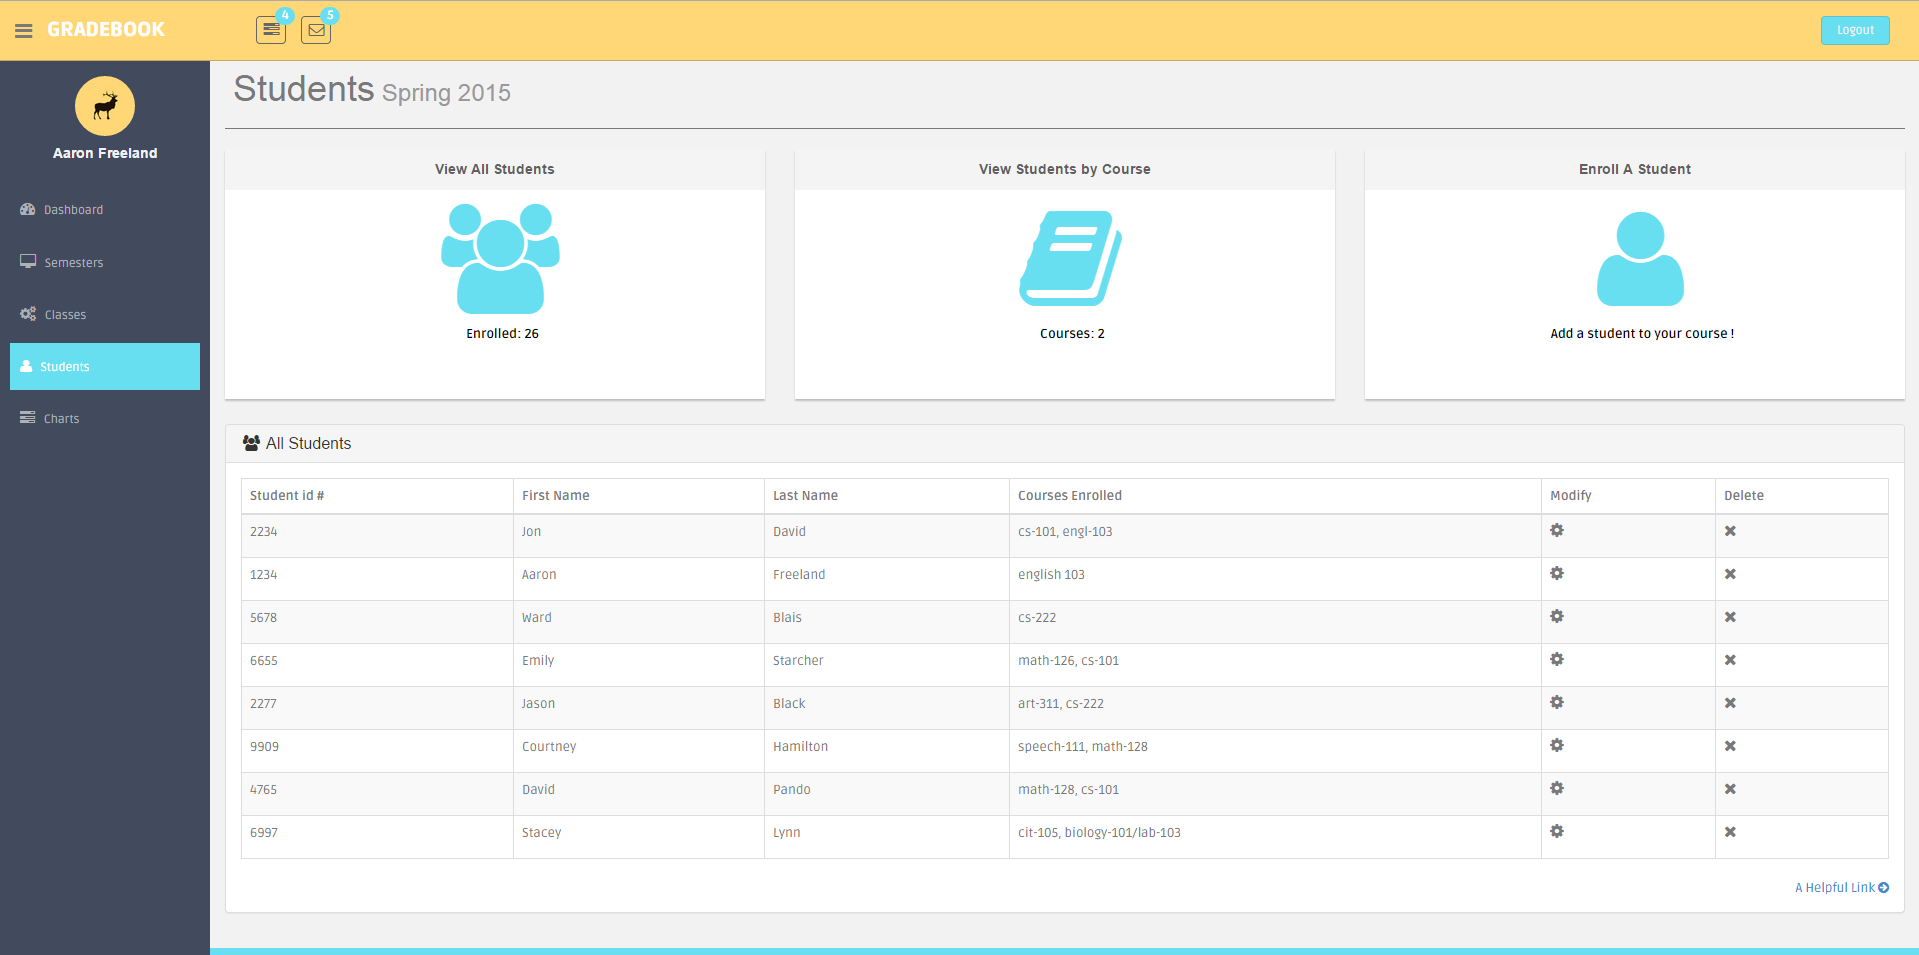 GRADEBOOK
4
5
Logout
Aaron Freeland
Dashboard
Semesters
Classes
Students
Charts
Students Spring 2015
View All Students
Enrolled: 26
View Students by Course
Courses: 2
Enroll A Student
Add a student to your course !
All Students
Student id # First Name Last Name Courses Enrolled Modify Delete
2234 Jon David cs-101, engl-103
1234 Aaron Freeland english 103
5678 Ward Blais cs-222
6655 Emily Starcher math-126, cs-101
2277 Jason Black art-311, cs-222
9909 Courtney Hamilton speech-111, math-128
4765 David Pando math-128, cs-101
6997 Stacey Lynn cit-105, biology-101/lab-103
A Helpful Link